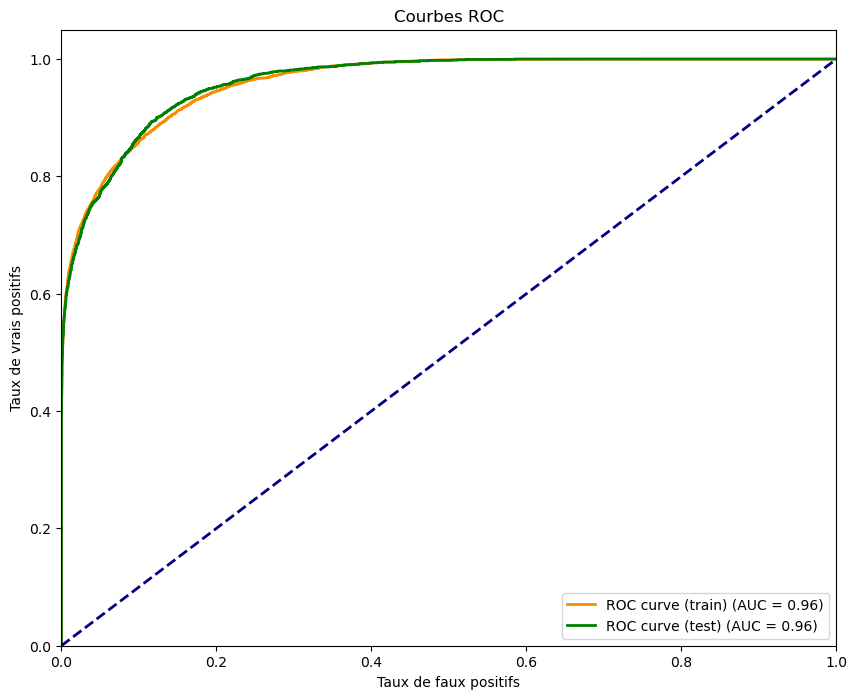 Courbes ROC
1.0
0.8
0.6
0.4
0.2
0.0
Taux de vrais positifs
0.0 0.2 0.4 0.6 0.8 1.0
Taux de faux positifs
ROC curve (train) (AUC = 0.96)
ROC curve (test) (AUC = 0.96)